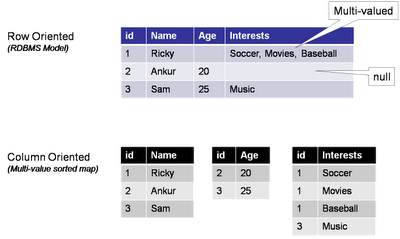 Multi-valued
Row Oriented
(RDBMS Model)
id Name Age Interests
1 Ricky Soccer, Movies, Baseball
2 Ankur 20
null
3 Sam 25 Music
Column Oriented
(Multi-value sorted map)
id Name
1 Ricky
2 Ankur
3 Sam
id Age
2 20
3 25
id Interests
1 Soccer
1 Movies
1 Baseball
3 Music